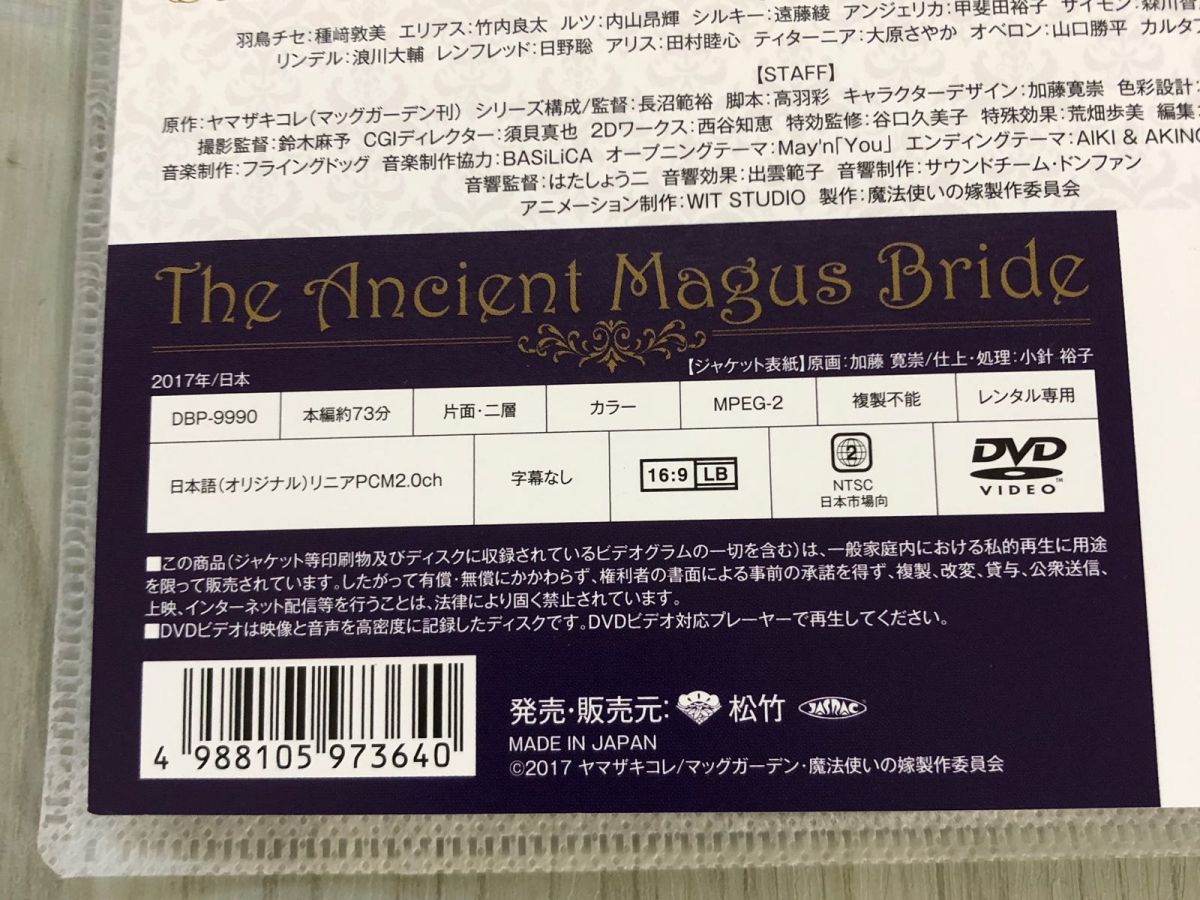 羽鳥チセ：種﨑敦美 エリアス：竹内良太 ルツ：内山昂輝 シルキー：遠藤綾 アンジェリカ：甲斐田裕子 サイモン：森川智
リンデル：浪川大輔 レンフレッド：日野聡 アリス：田村睦心 ティターニア：大原さやか オベロン：山口勝平 カルタ
【STAFF】
原作：ヤマザキコレ（マッグガーデン刊） シリーズ構成/監督：長沼範裕 脚本：高羽彩 キャラクターデザイン：加藤寛崇 色彩設計：
撮影監督：鈴木麻予 CGIディレクター：須貝真也 2Dワークス：西谷知恵 特効監修：谷口久美子 特殊効果：荒畑歩美 編集：
音楽制作：フライングドッグ 音楽制作協力：BASiLiCA オープニングテーマ：May'n「You」 エンディングテーマ：AIKI & AKINO
音響監督：はたしょう二 音響効果：出雲範子 音響制作：サウンドチーム・ドンファン
アニメーション制作：WIT STUDIO 製作：魔法使いの嫁製作委員会
The Ancient Magus Bride
【ジャケット表紙】原画：加藤 寛崇/仕上・処理：小針 裕子
2017年/日本
DBP-9990 本編約73分 片面・二層 カラー MPEG-2 複製不能 レンタル専用
日本語（オリジナル）リニアPCM2.0ch 字幕なし 16:9 LB 2 NTSC 日本市場向 DVD VIDEO
■この商品（ジャケット等印刷物及びディスクに収録されているビデオグラムの一切を含む）は、一般家庭内における私的再生に用途
を限って販売されています。したがって有償・無償にかかわらず、権利者の書面による事前の承諾を得ず、複製、改変、貸与、公衆送信、
上映、インターネット配信等を行うことは、法律により固く禁止されています。
■DVDビデオは映像と音声を高密度に記録したディスクです。DVDビデオ対応プレーヤーで再生してください。
4 988105 973640
発売・販売元： 松竹 JASRAC
MADE IN JAPAN
©2017 ヤマザキコレ/マッグガーデン・魔法使いの嫁製作委員会